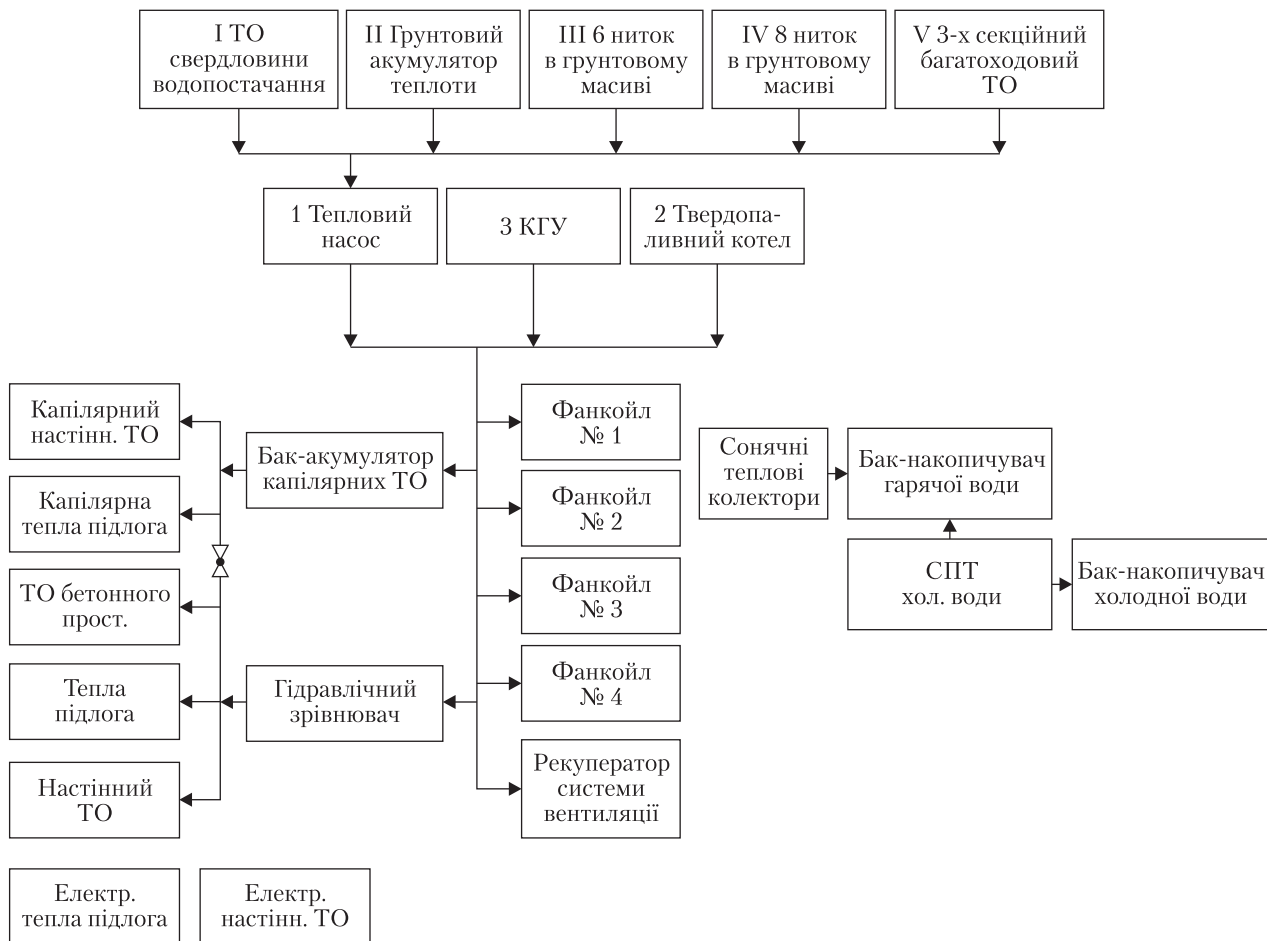 I ТО
свердловини
водопостачання
II Грунтовий
акумулятор
теплоти
III 6 ниток
в грунтовому
масиві
IV 8 ниток
в грунтовому
масиві
V 3-х секційний
багатоходовий
ТО
1 Тепловий
насос
3 КГУ
2 Твердопа-
ливний котел
Капілярний
настінн. ТО
Бак-акумулятор
капілярних ТО
Фанкойл
№ 1
Сонячні
теплові
колектори
Бак-накопичувач
гарячої води
Капілярна
тепла підлога
Фанкойл
№ 2
СПТ
хол. води
Бак-накопичувач
холодної води
ТО бетонного
прост.
Фанкойл
№ 3
Тепла
підлога
Гідравлічний
зрівнювач
Фанкойл
№ 4
Настінний
ТО
Рекуператор
системи
вентиляції
Електр.
тепла підлога
Електр.
настінн. ТО